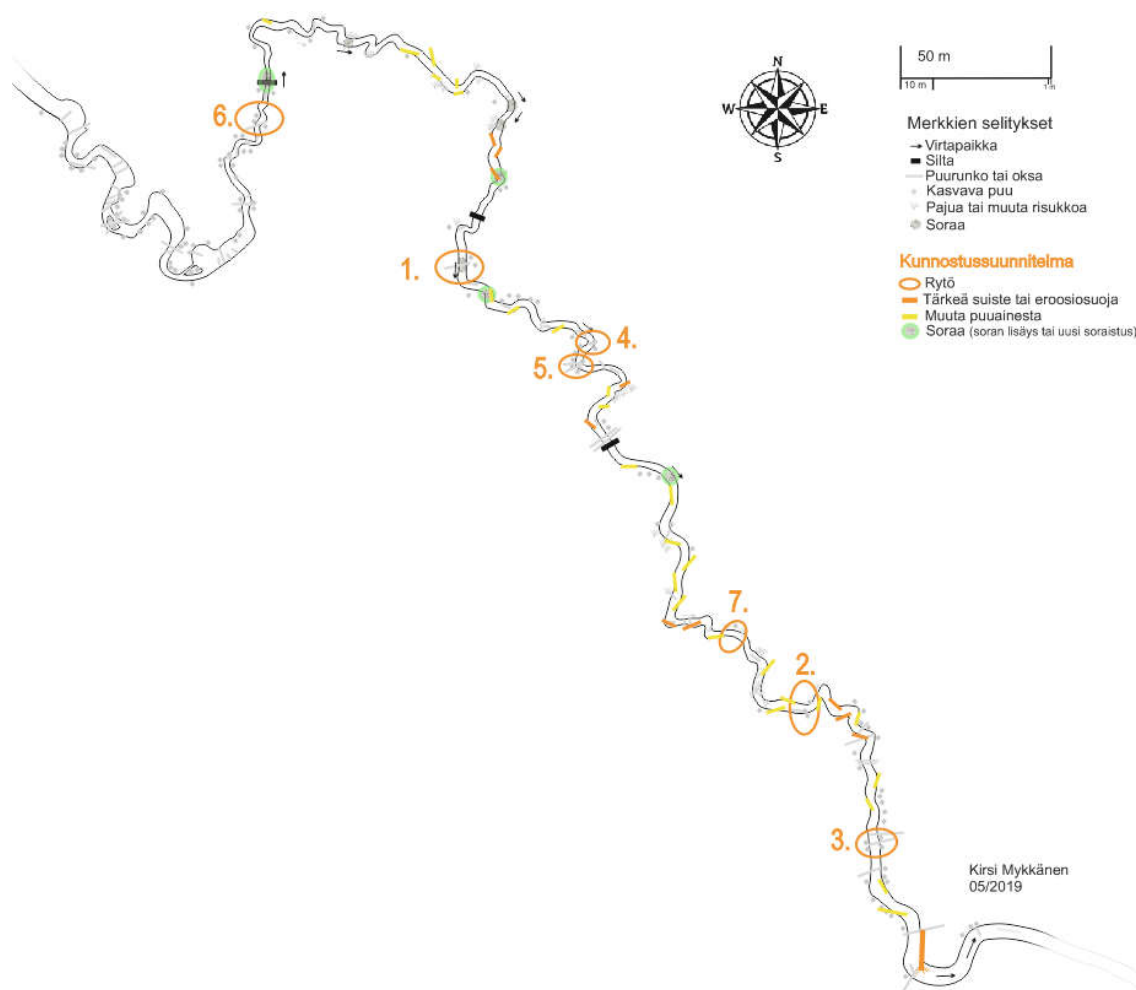 50 m
10 m
1 m
N
W
E
S
Merkkien selitykset
Virtapaikka
Silta
Puurunko tai oksa
Kasvava puu
Pajua tai muuta risukkoa
Soraa
Kunnostussuunnitelma
Rytö
Tärkeä suiste tai eroosiosuoja
Muuta puuainesta
Soraa (soran lisäys tai uusi soraistus)
6.
1.
4.
5.
7.
2.
3.
Kirsi Mykkänen
05/2019